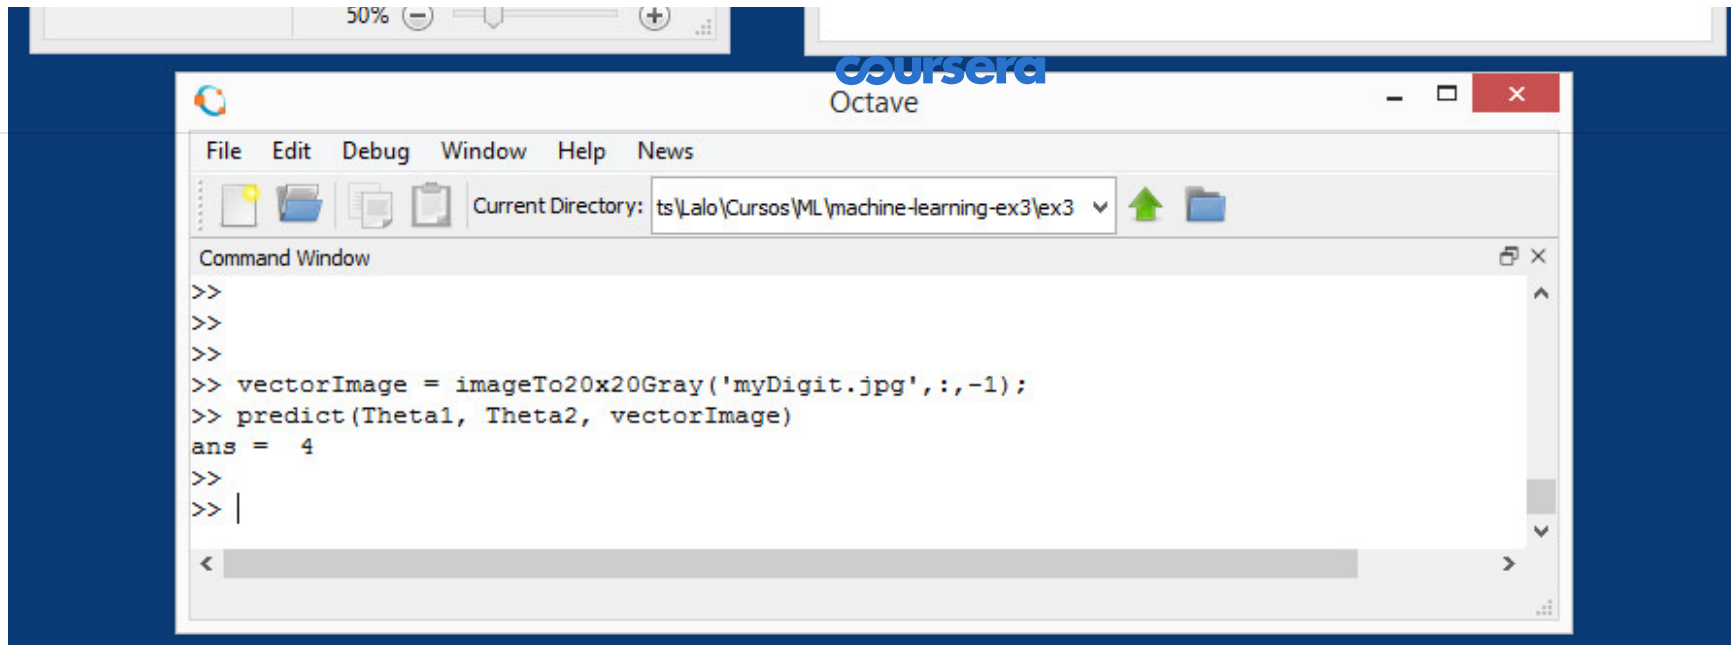 50%
coursera
Octave
File Edit Debug Window Help News
Current Directory: ts\Lalo\Cursos\ML\machine-learning-ex3\ex3
Command Window
>>
>>
>>
>> vectorImage = imageTo20x20Gray('myDigit.jpg',:,-1);
>> predict(Theta1, Theta2, vectorImage)
ans =  4
>>
>>